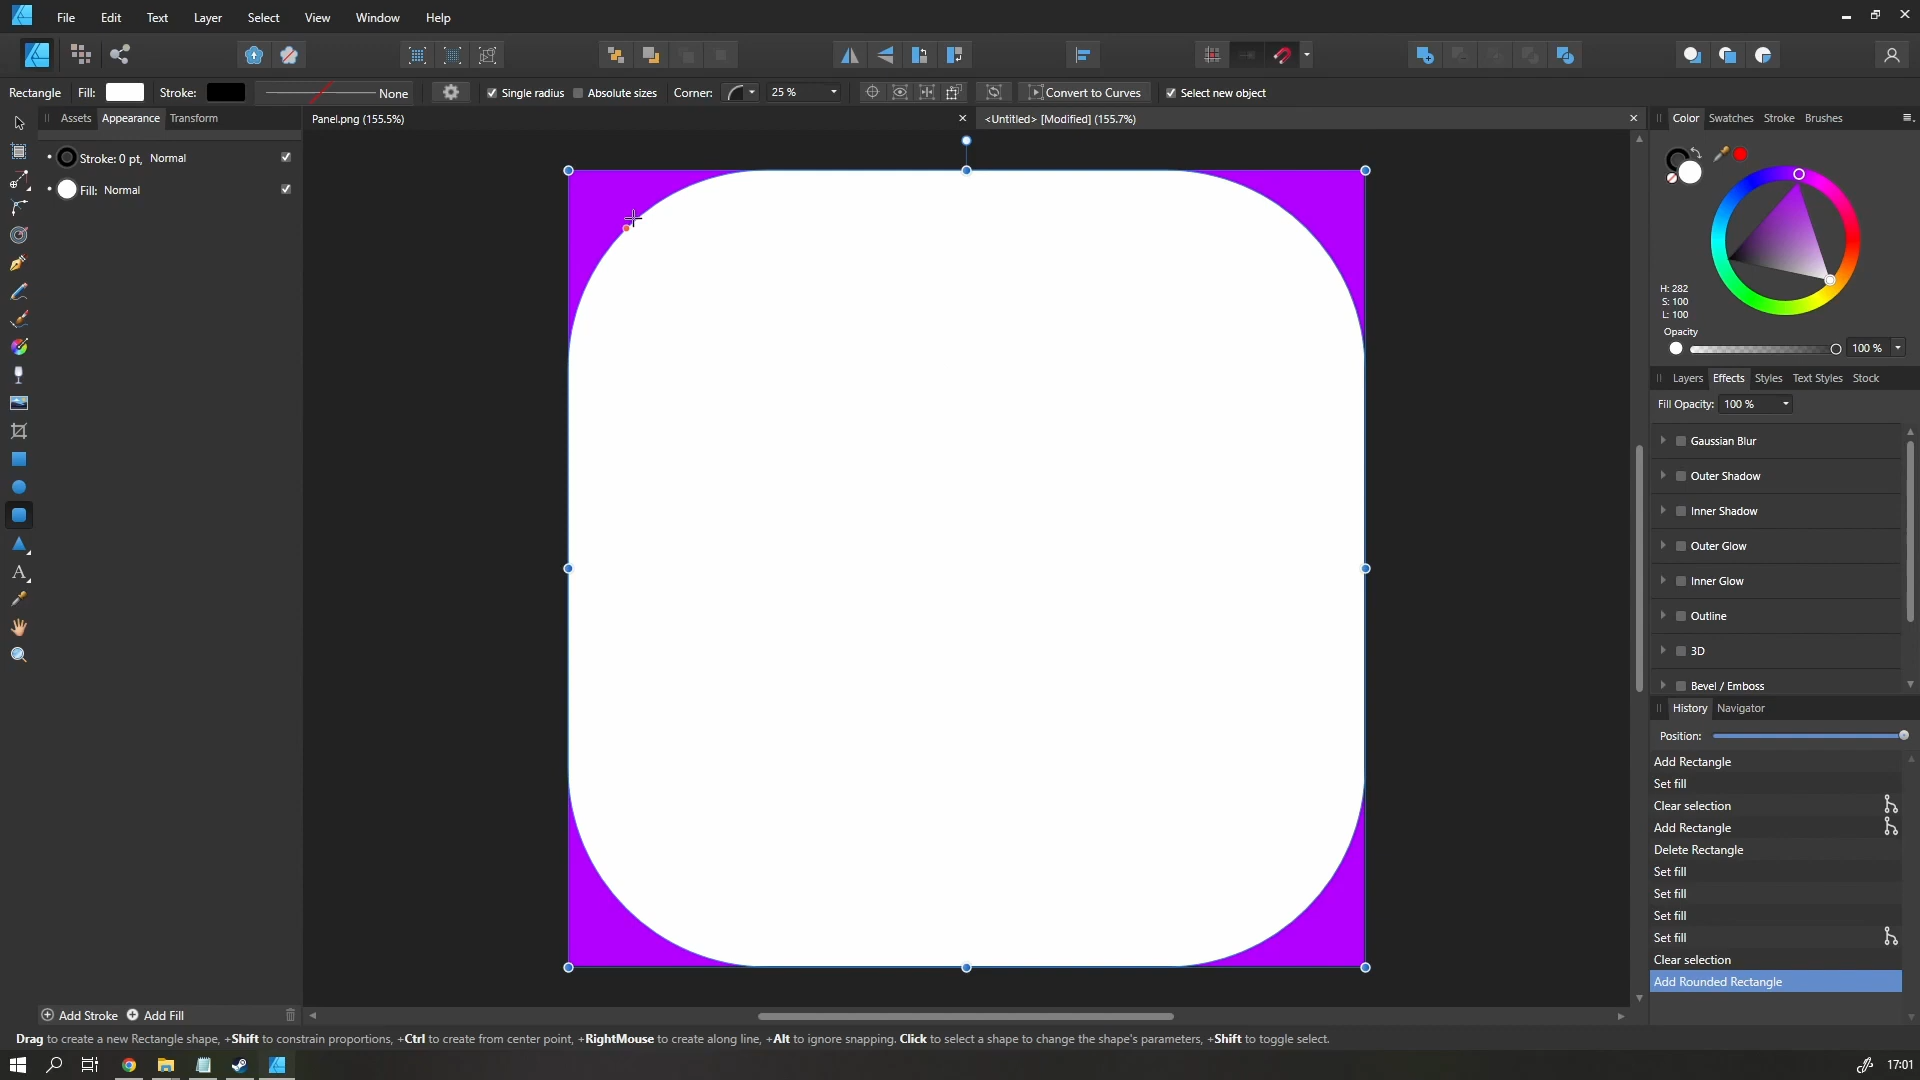 File Edit Text Layer Select View Window Help
Rectangle Fill: Stroke: None Single radius Absolute sizes Corner: 25 % Convert to Curves Select new object
Assets Appearance Transform
Panel.png (155.5%)
<Untitled> [Modified] (155.7%)
Color Swatches Stroke Brushes
Stroke: 0 pt, Normal
Fill: Normal
H: 282
S: 100
L: 100
Opacity
100 %
Layers Effects Styles Text Styles Stock
Fill Opacity: 100 %
Gaussian Blur
Outer Shadow
Inner Shadow
Outer Glow
Inner Glow
Outline
3D
Bevel / Emboss
History Navigator
Position:
Add Rectangle
Set fill
Clear selection
Add Rectangle
Delete Rectangle
Set fill
Set fill
Set fill
Set fill
Clear selection
Add Rounded Rectangle
Add Stroke Add Fill
Drag to create a new Rectangle shape, +Shift to constrain proportions, +Ctrl to create from center point, +RightMouse to create along line, +Alt to ignore snapping. Click to select a shape to change the shape's parameters, +Shift to toggle select.
17:01